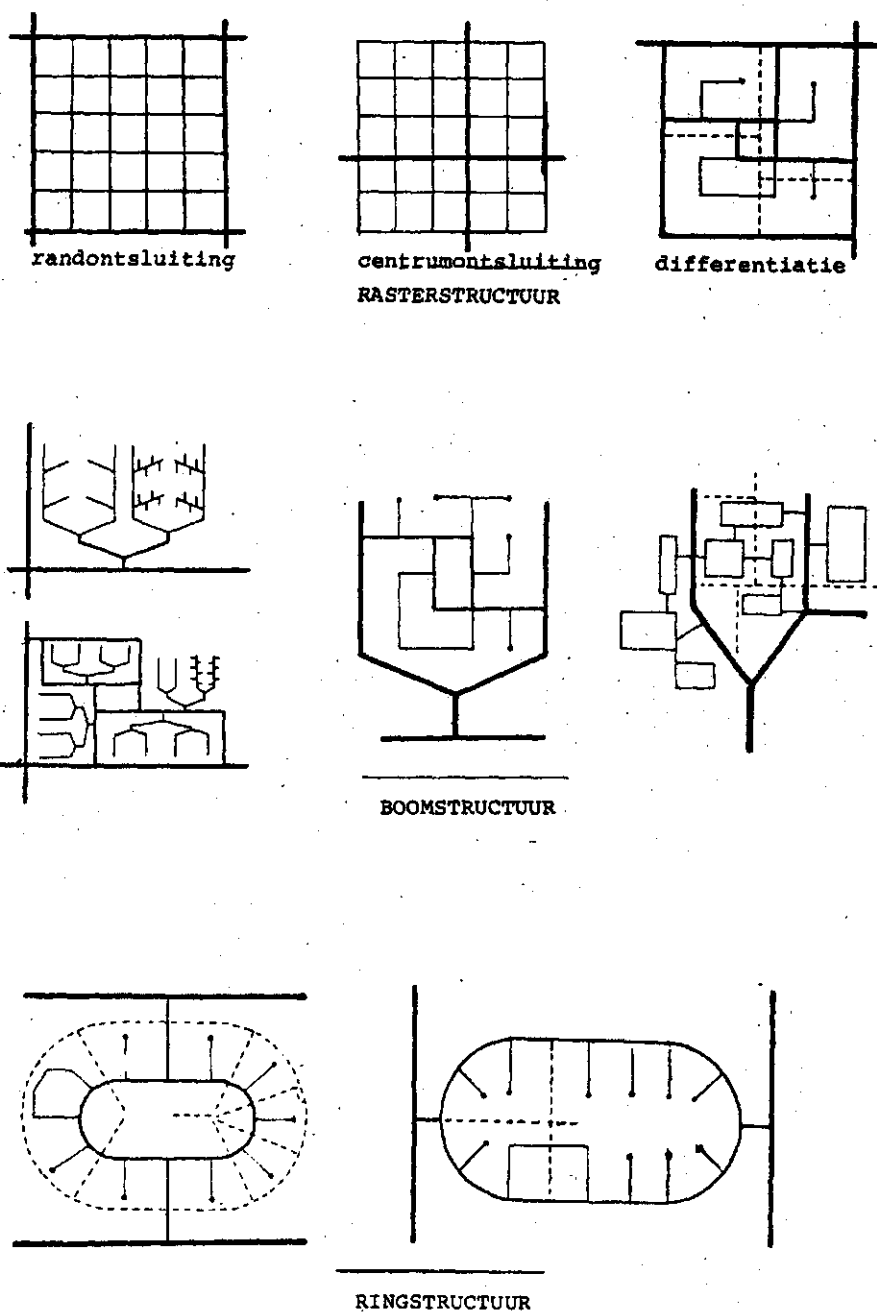 randontsluiting
centrumontsluiting
differentiatie
RASTERSTRUCTUUR
BOOMSTRUCTUUR
RINGSTRUCTUUR